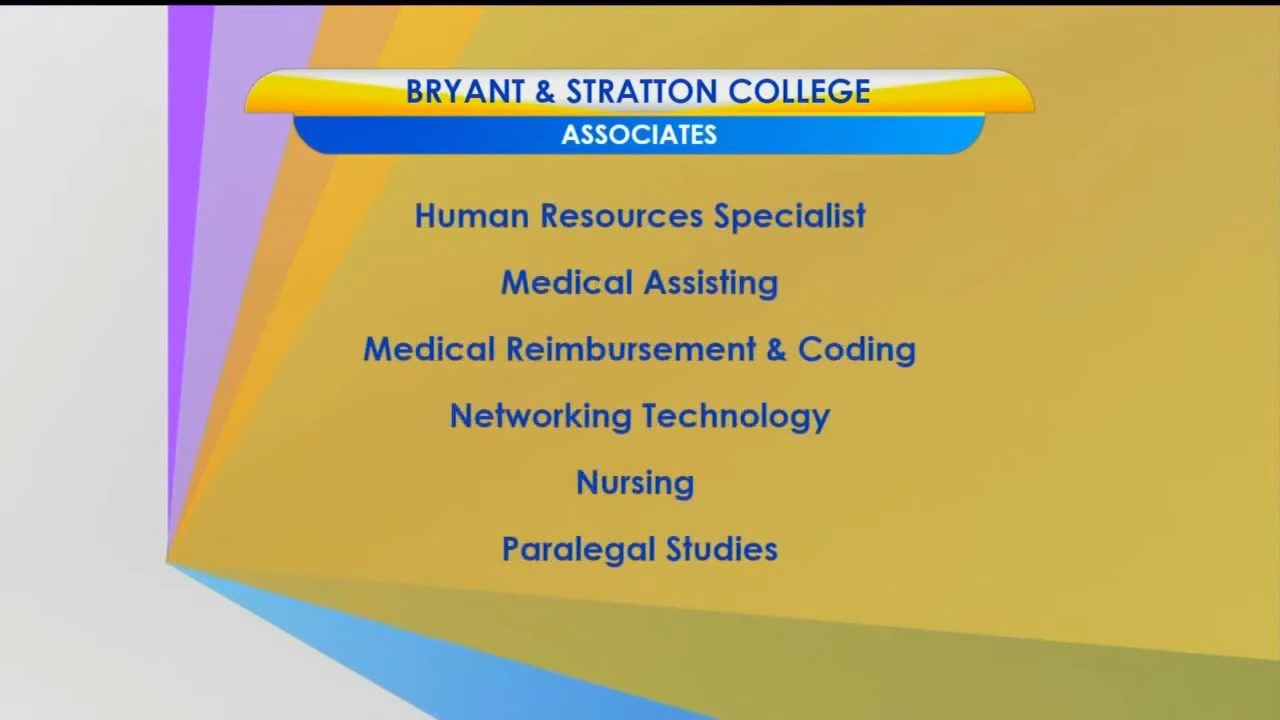 BRYANT & STRATTON COLLEGE
ASSOCIATES
Human Resources Specialist
Medical Assisting
Medical Reimbursement & Coding
Networking Technology
Nursing
Paralegal Studies